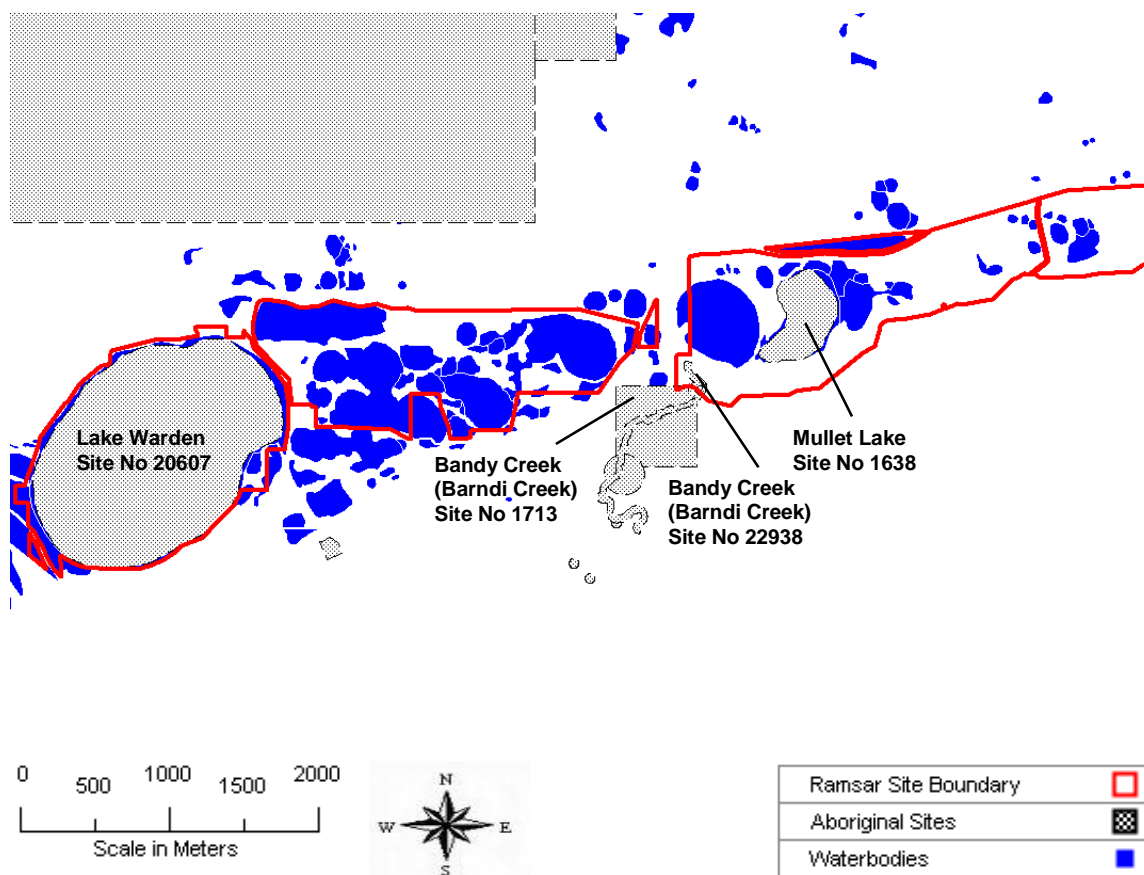 Lake Warden
Site No 20607
Bandy Creek
(Barndi Creek)
Site No 1713
Bandy Creek
(Barndi Creek)
Site No 22938
Mullet Lake
Site No 1638
0 500 1000 1500 2000
Scale in Meters
N
W E
S
Ramsar Site Boundary
Aboriginal Sites
Waterbodies